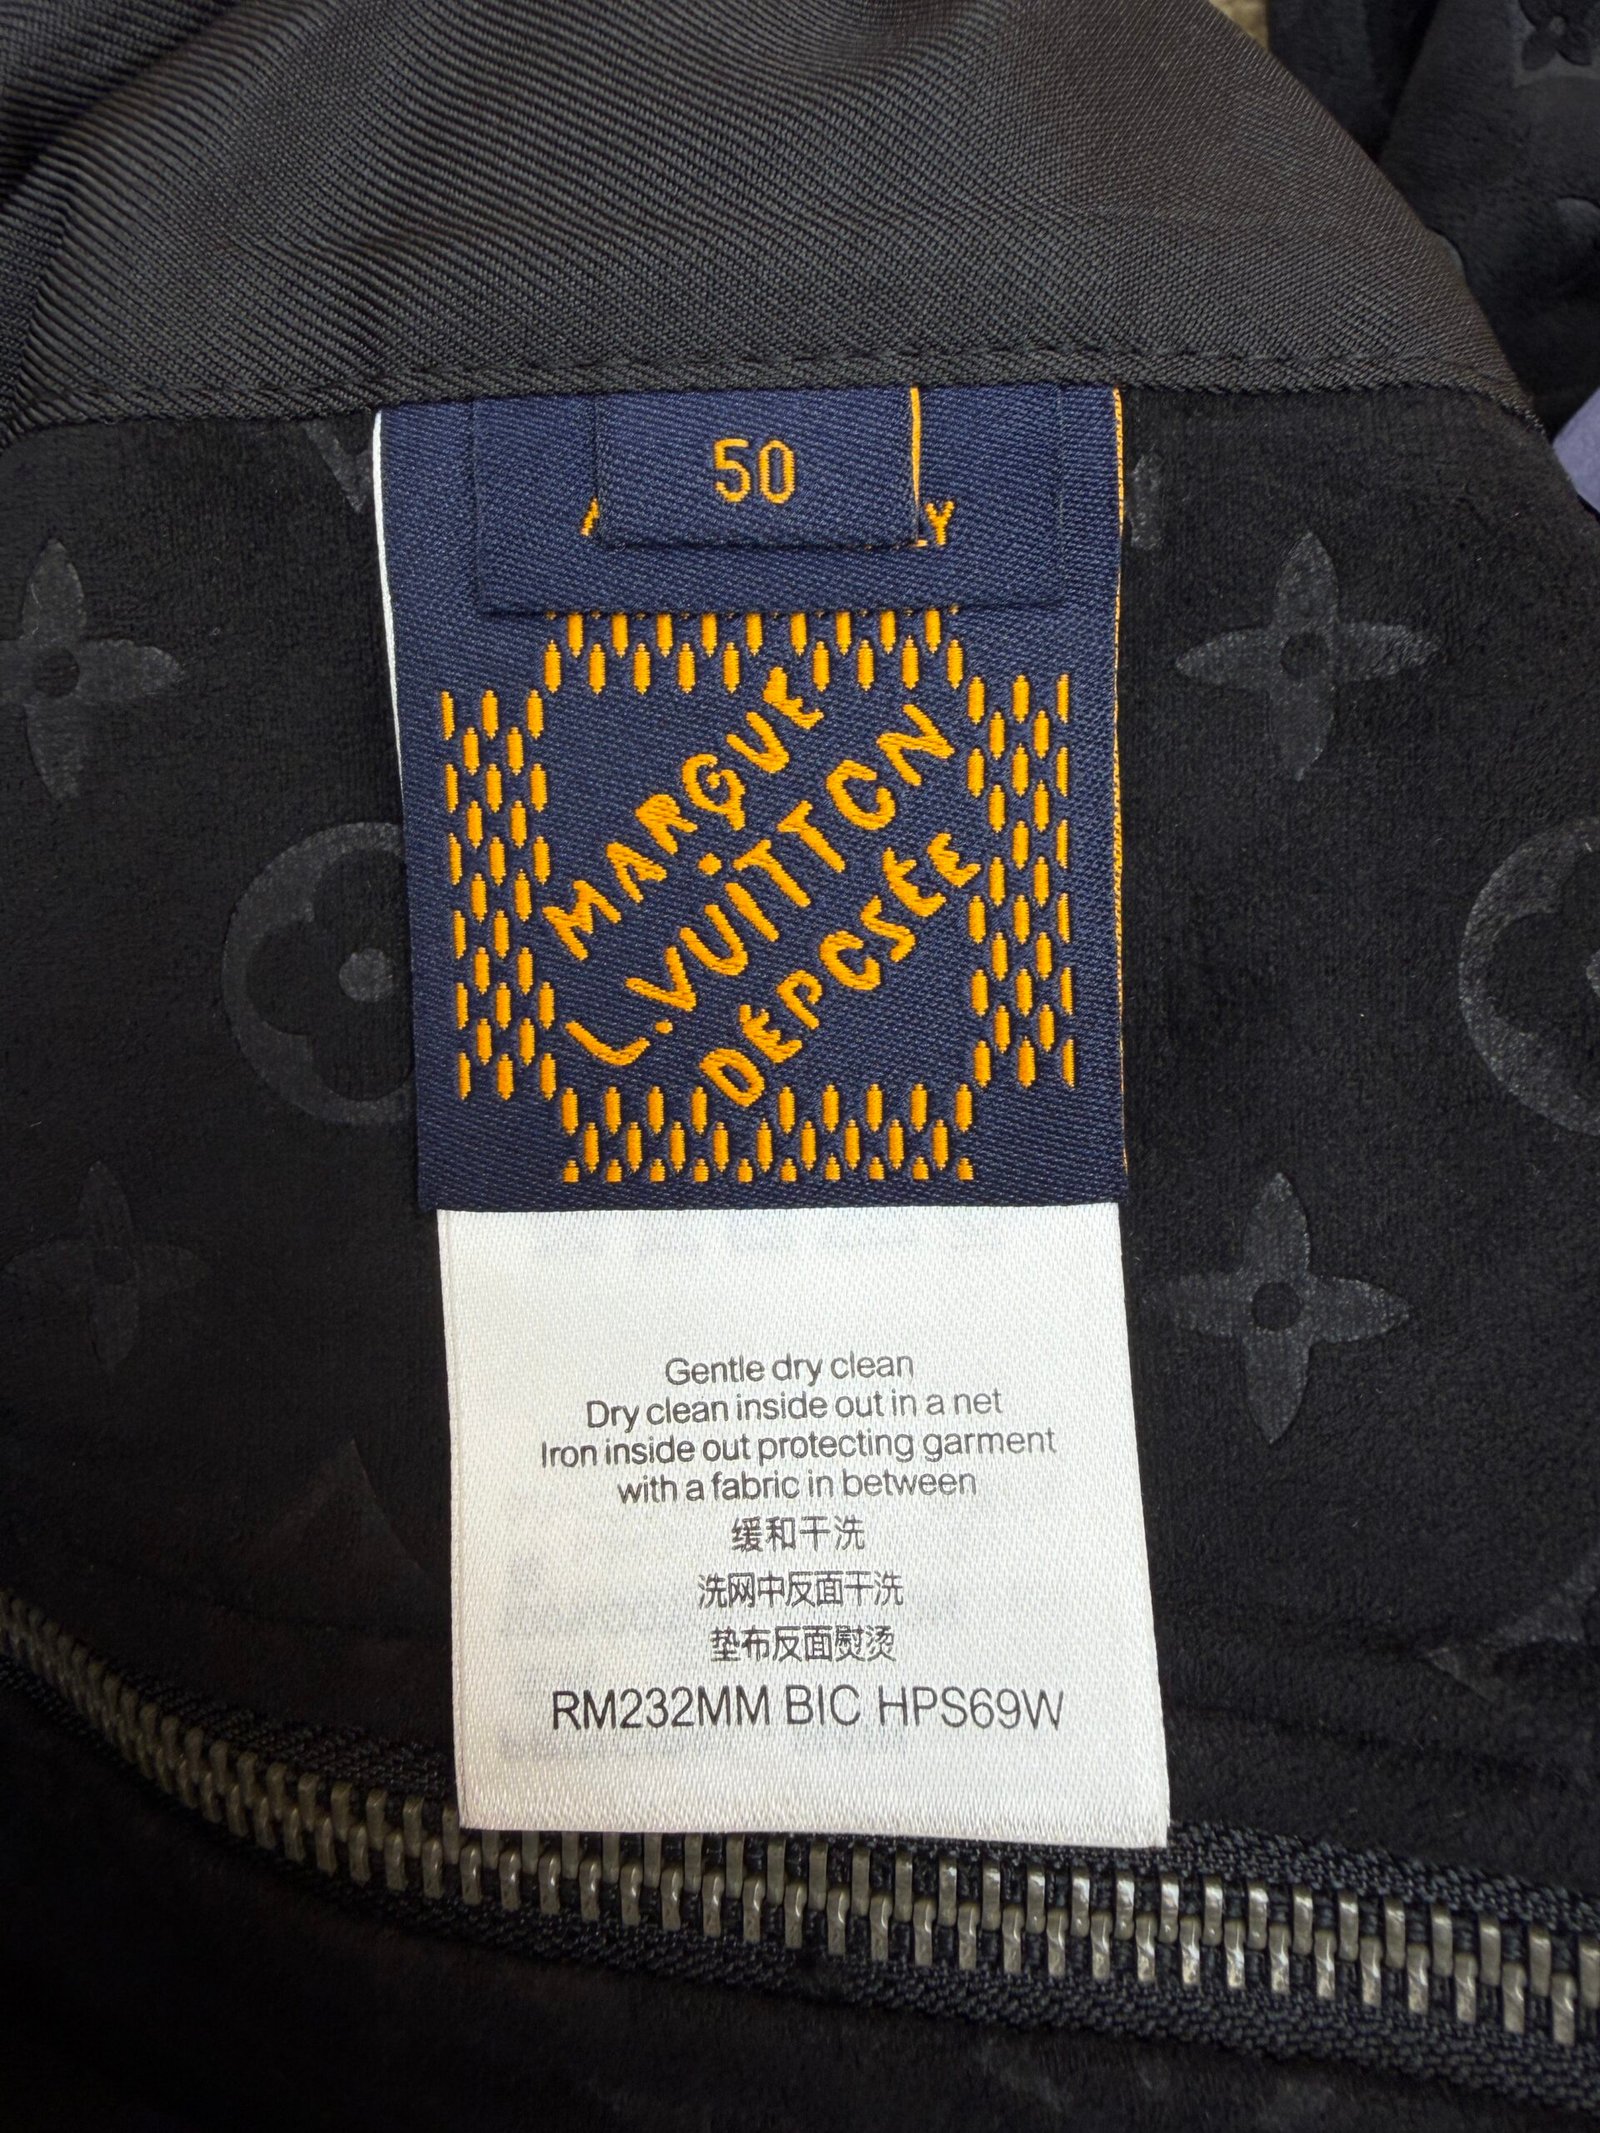 50
Y
MARQUE
L.VUITTON
DÉPOSÉE
Gentle dry clean
Dry clean inside out in a net
Iron inside out protecting garment
with a fabric in between
缓和干洗
洗网中反面干洗
垫布反面熨烫
RM232MM BIC HPS69W